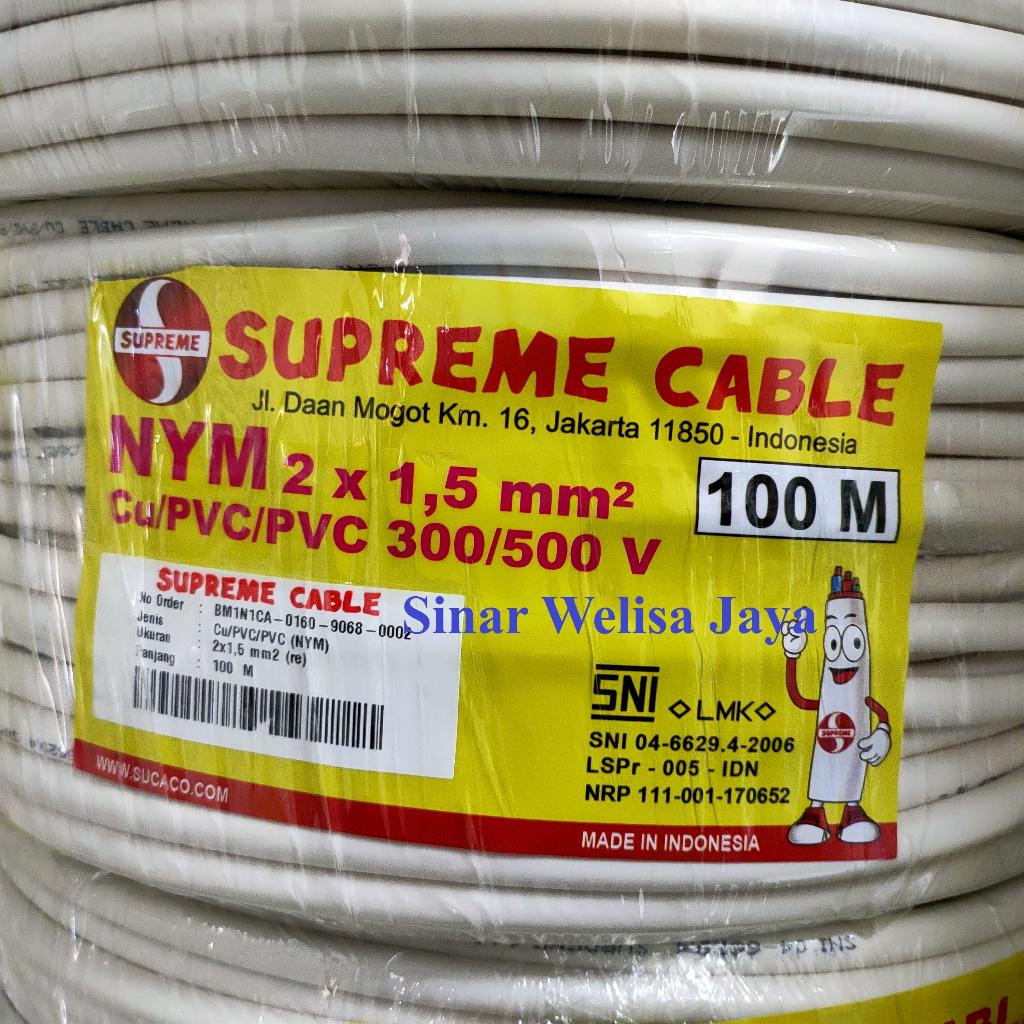 SUPREME
SUPREME CABLE
Jl. Daan Mogot Km. 16, Jakarta 11850 - Indonesia
NYM 2 x 1,5 mm²
100 M
Cu/PVC/PVC 300/500 V
SUPREME CABLE
No Order : BM1N1CA-0160-9068-0002
Jenis : Cu/PVC/PVC (NYM)
Ukuran : 2x1,5 mm2 (re)
Panjang : 100 M
Sinar Welisa Jaya
SNI LMK
SNI 04-6629.4-2006
LSPr - 005 - IDN
NRP 111-001-170652
SUPREME
WWW.SUCACO.COM
MADE IN INDONESIA